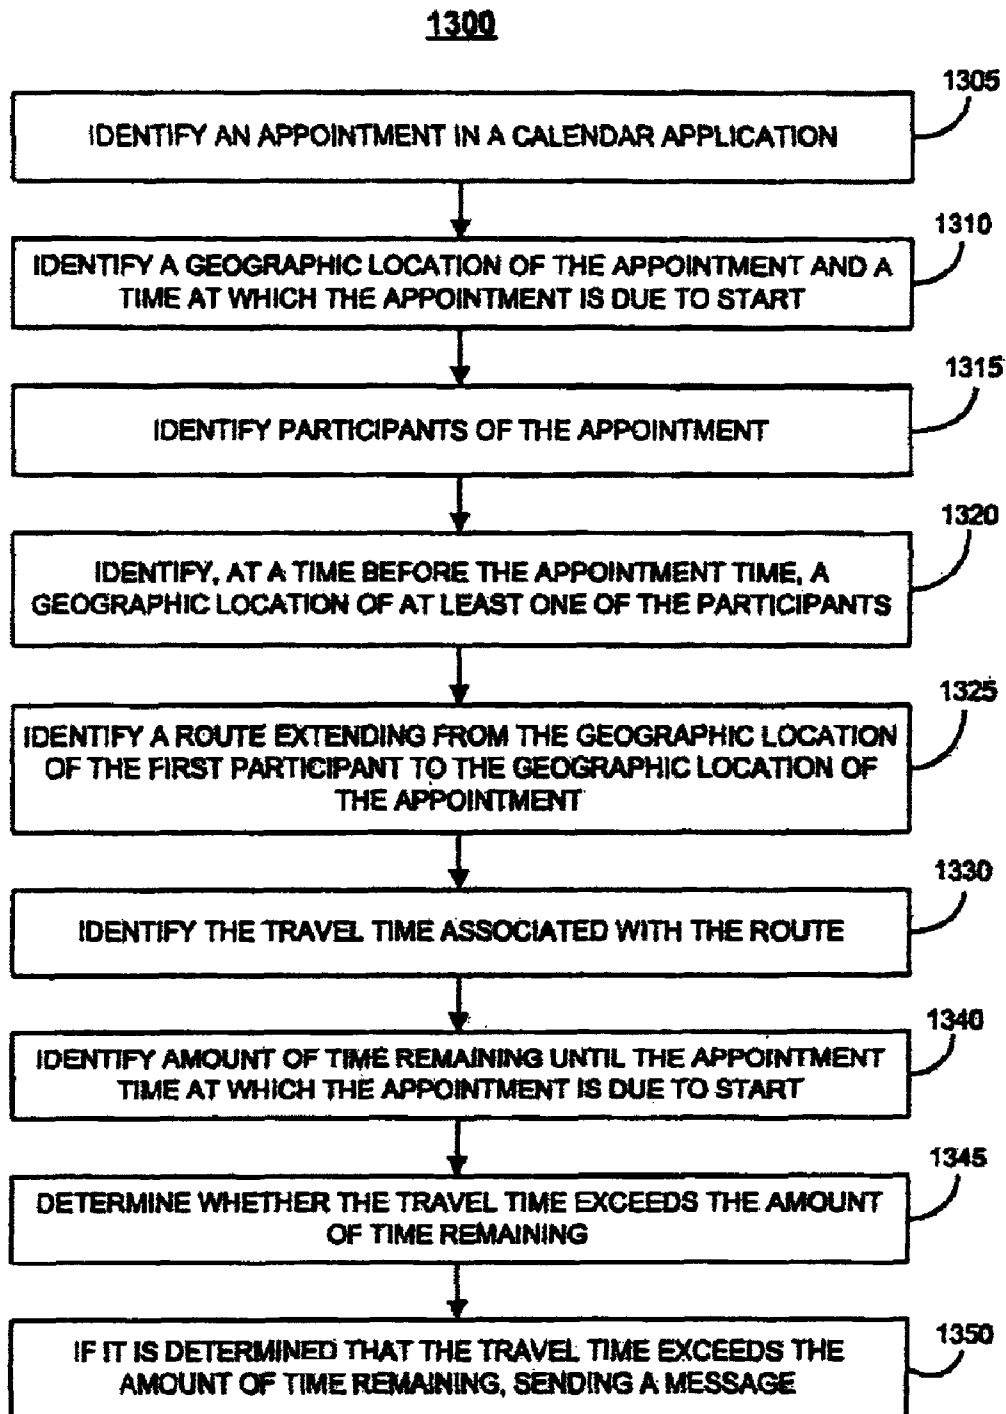 1300
1305
IDENTIFY AN APPOINTMENT IN A CALENDAR APPLICATION
1310
IDENTIFY A GEOGRAPHIC LOCATION OF THE APPOINTMENT AND A
TIME AT WHICH THE APPOINTMENT IS DUE TO START
1315
IDENTIFY PARTICIPANTS OF THE APPOINTMENT
1320
IDENTIFY, AT A TIME BEFORE THE APPOINTMENT TIME, A
GEOGRAPHIC LOCATION OF AT LEAST ONE OF THE PARTICIPANTS
1325
IDENTIFY A ROUTE EXTENDING FROM THE GEOGRAPHIC LOCATION
OF THE FIRST PARTICIPANT TO THE GEOGRAPHIC LOCATION OF
THE APPOINTMENT
1330
IDENTIFY THE TRAVEL TIME ASSOCIATED WITH THE ROUTE
1340
IDENTIFY AMOUNT OF TIME REMAINING UNTIL THE APPOINTMENT
TIME AT WHICH THE APPOINTMENT IS DUE TO START
1345
DETERMINE WHETHER THE TRAVEL TIME EXCEEDS THE AMOUNT
OF TIME REMAINING
1350
IF IT IS DETERMINED THAT THE TRAVEL TIME EXCEEDS THE
AMOUNT OF TIME REMAINING, SENDING A MESSAGE